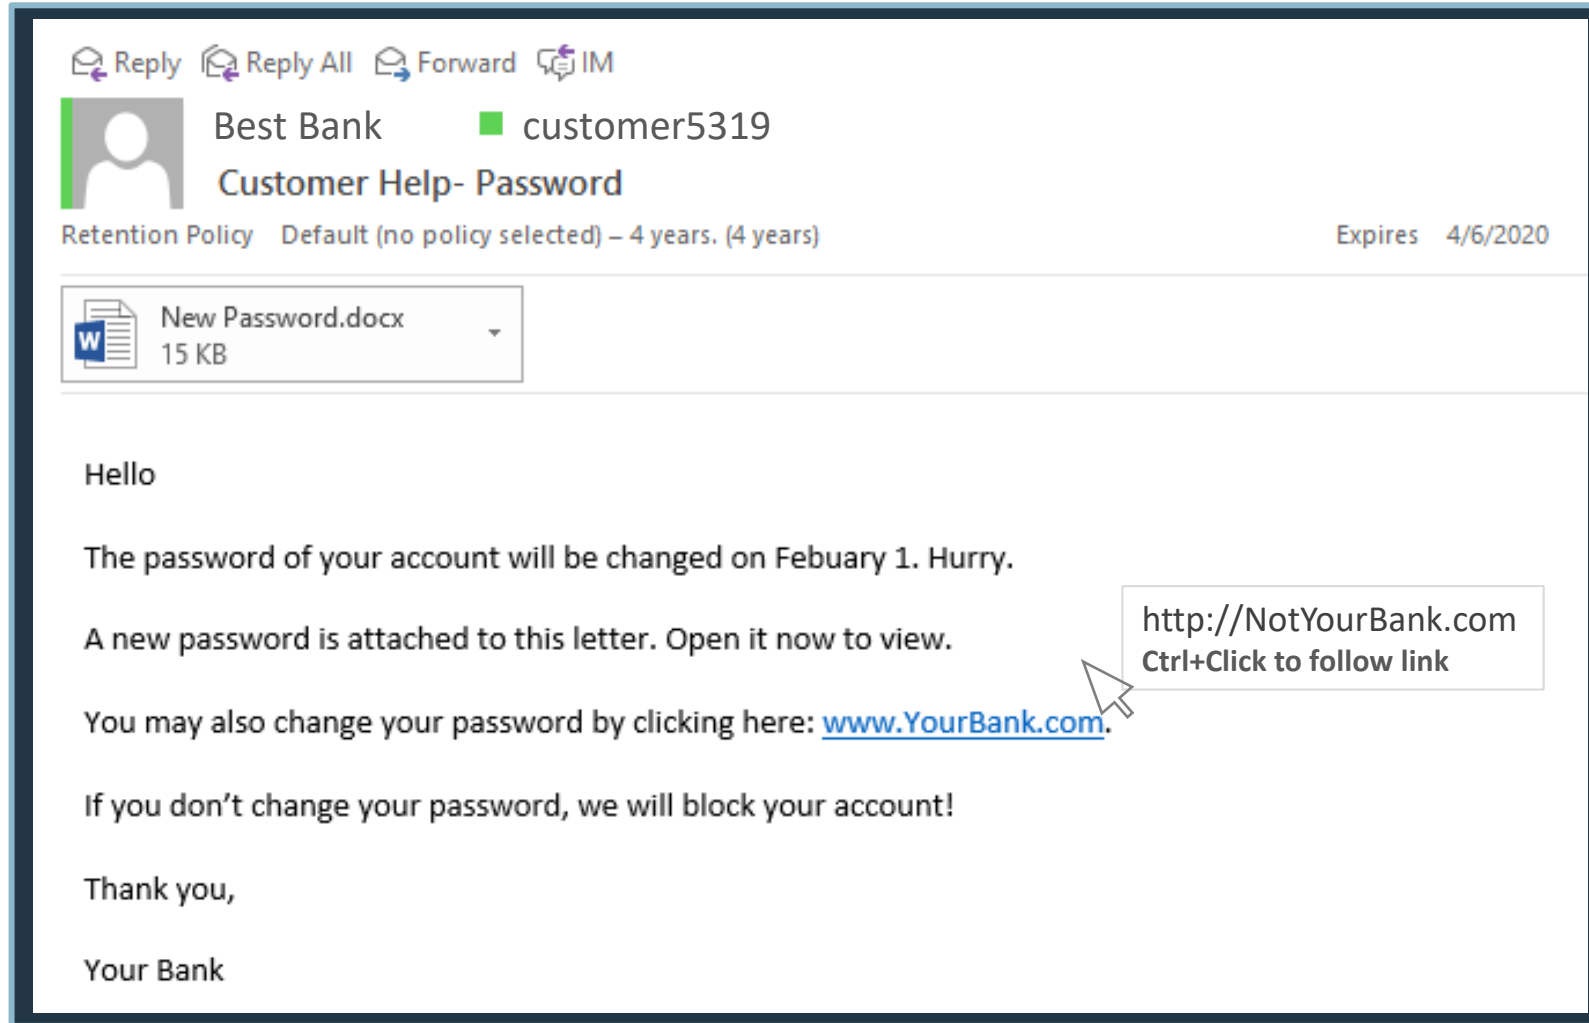 Reply Reply All Forward IM
Best Bank customer5319
Customer Help- Password
Retention Policy Default (no policy selected) – 4 years. (4 years) Expires 4/6/2020
W
New Password.docx
15 KB
Hello
The password of your account will be changed on Febuary 1. Hurry.
http://NotYourBank.com
Ctrl+Click to follow link
A new password is attached to this letter. Open it now to view.
You may also change your password by clicking here: www.YourBank.com.
If you don’t change your password, we will block your account!
Thank you,
Your Bank